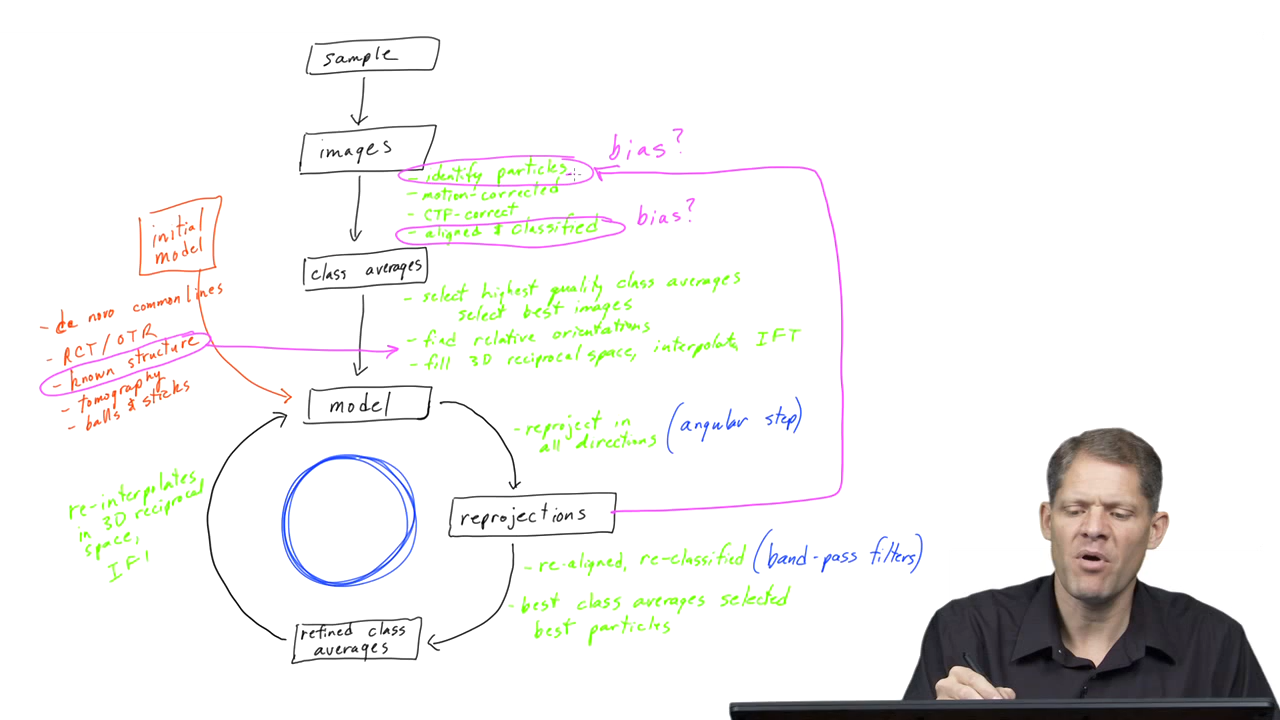 sample
images
bias?
- identify particles
- motion-corrected
- CTF-correct
- aligned & classified
bias?
initial
model
class averages
- select highest quality class averages
select best images
- find relative orientations
- fill 3D reciprocal space, interpolate, IFT
- de novo common lines
- RCT/OTR
- known structure
- tomography
- balls & sticks
model
- reproject in
all directions
(angular step)
re-interpolates
in 3D reciprocal
space,
IFT
reprojections
- re-aligned, re-classified (band-pass filters)
- best class averages selected
best particles
refined class
averages